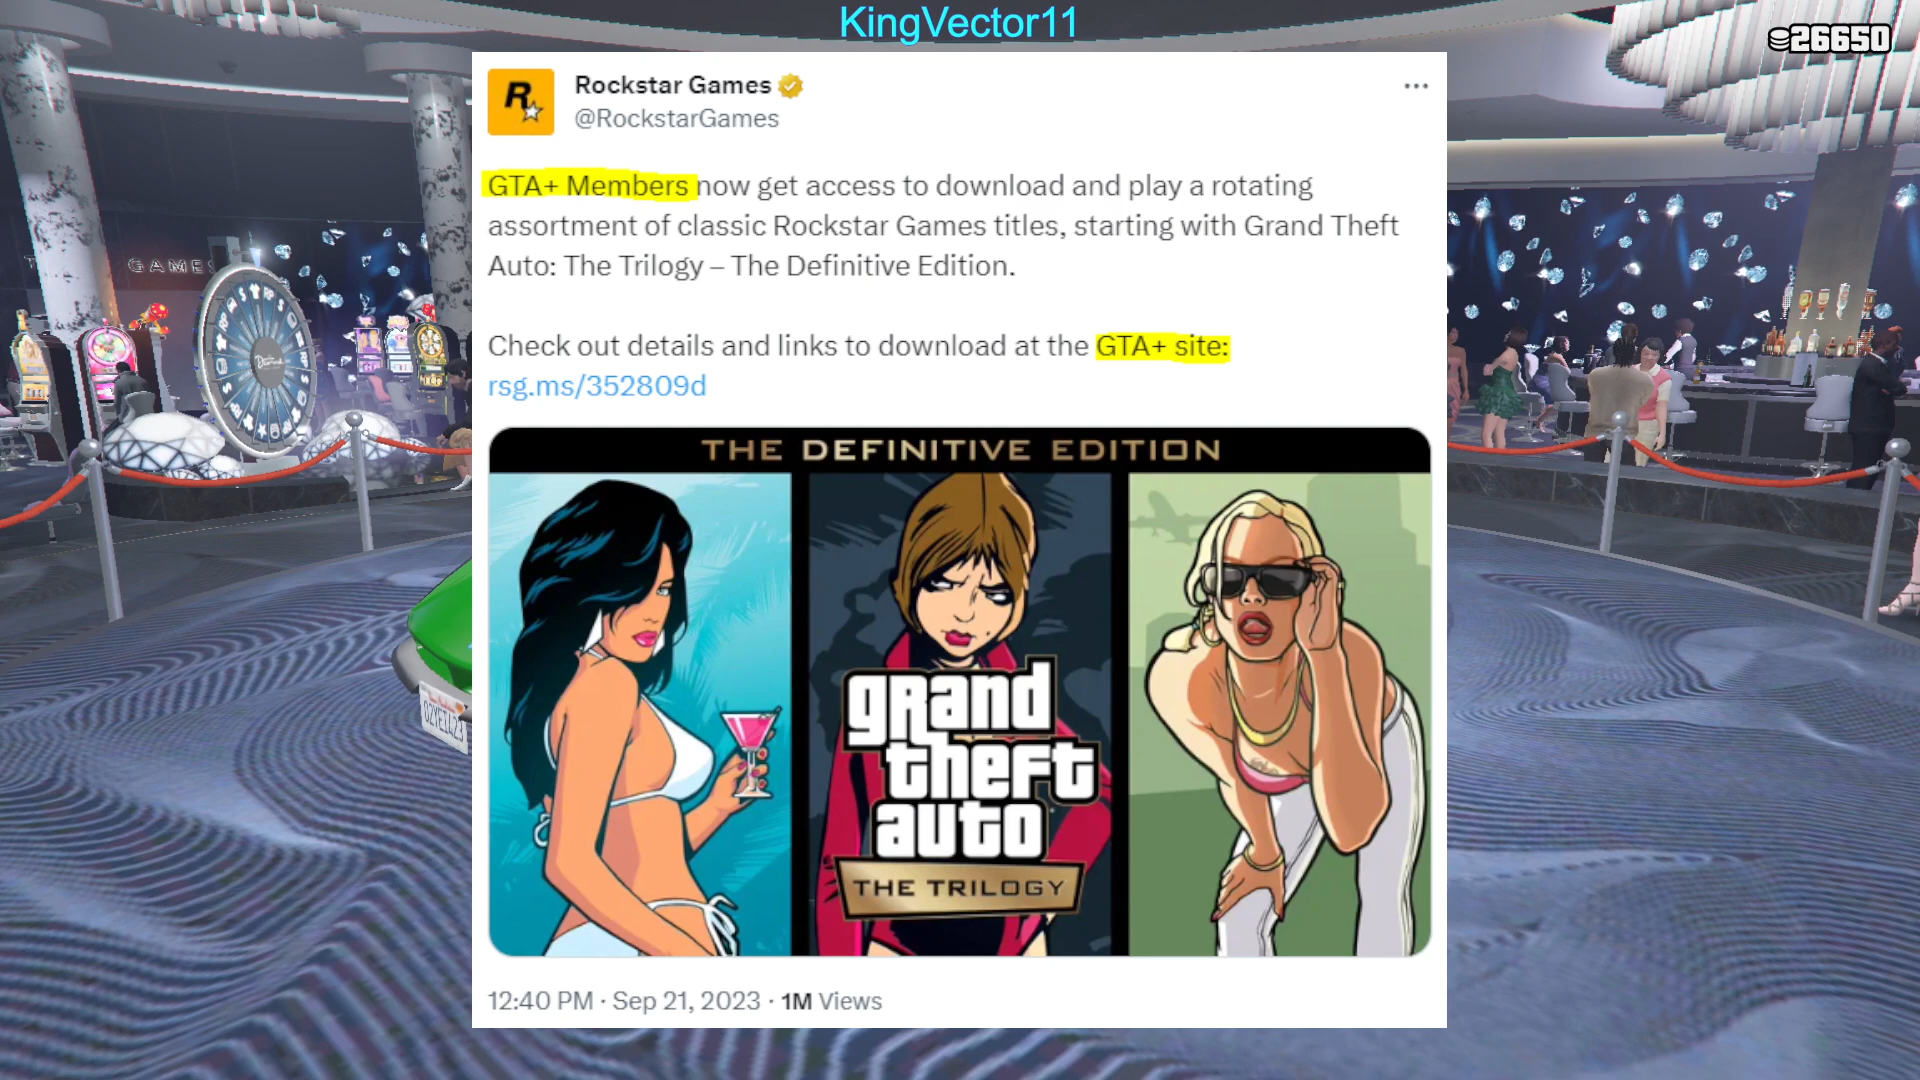 KingVector11
26650
Rockstar Games
@RockstarGames
GTA+ Members now get access to download and play a rotating
assortment of classic Rockstar Games titles, starting with Grand Theft
Auto: The Trilogy – The Definitive Edition.
Check out details and links to download at the GTA+ site:
rsg.ms/352809d
GAMES
THE DEFINITIVE EDITION
grand
theft
auto
THE TRILOGY
02YEI423
12:40 PM · Sep 21, 2023 · 1M Views